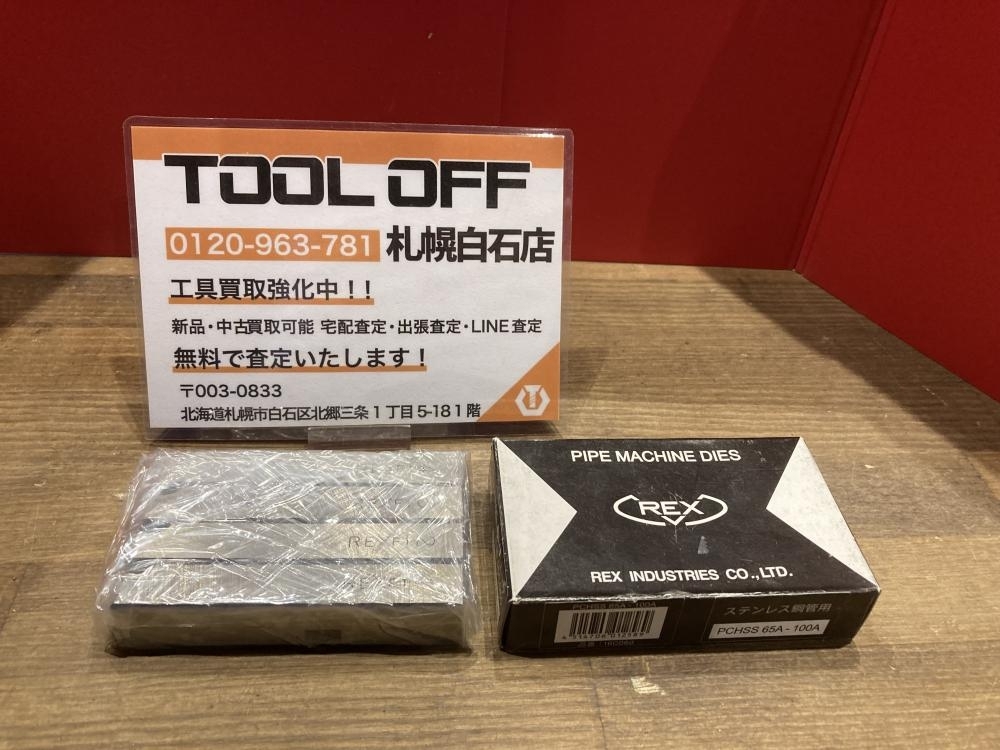 TOOL OFF
0120-963-781 札幌白石店
工具買取強化中！！
新品・中古買取可能 宅配査定・出張査定・LINE査定
無料で査定いたします！
〒003-0833
北海道札幌市白石区北郷三条1丁目5-18 1階
PIPE MACHINE DIES
REX
REX INDUSTRIES CO.,LTD.
PCHSS 65A - 100A
ステンレス鋼管用
PCHSS 65A - 100A